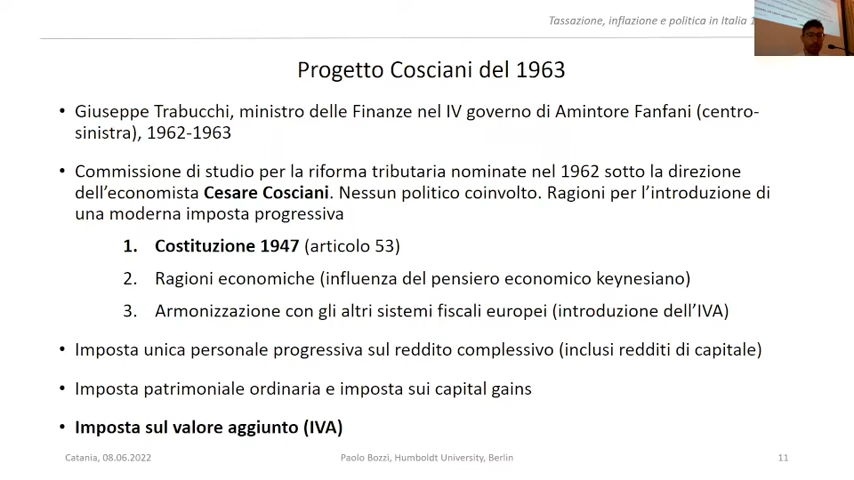 Tassazione, inflazione e politica in Italia 1
Progetto Cosciani del 1963
• Giuseppe Trabucchi, ministro delle Finanze nel IV governo di Amintore Fanfani (centro-
sinistra), 1962-1963
• Commissione di studio per la riforma tributaria nominate nel 1962 sotto la direzione
dell’economista Cesare Cosciani. Nessun politico coinvolto. Ragioni per l’introduzione di
una moderna imposta progressiva
1. Costituzione 1947 (articolo 53)
2. Ragioni economiche (influenza del pensiero economico keynesiano)
3. Armonizzazione con gli altri sistemi fiscali europei (introduzione dell’IVA)
• Imposta unica personale progressiva sul reddito complessivo (inclusi redditi di capitale)
• Imposta patrimoniale ordinaria e imposta sui capital gains
• Imposta sul valore aggiunto (IVA)
Catania, 08.06.2022
Paolo Bozzi, Humboldt University, Berlin
11